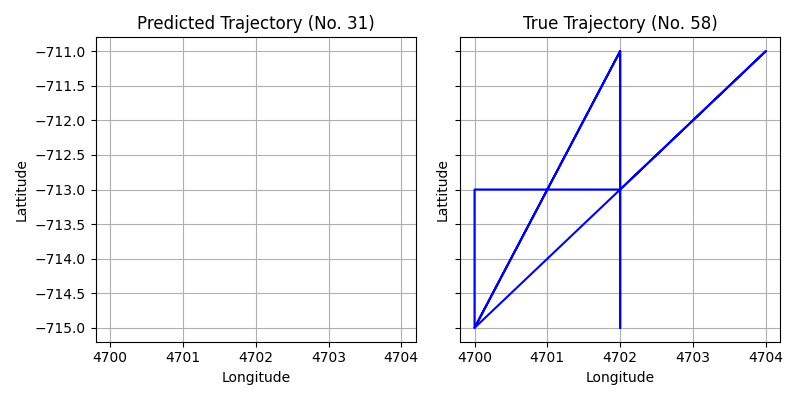 Predicted Trajectory (No. 31)
−711.0
−711.5
−712.0
−712.5
−713.0
−713.5
−714.0
−714.5
−715.0
Lattitude
4700 4701 4702 4703 4704
Longitude
True Trajectory (No. 58)
Lattitude
4700 4701 4702 4703 4704
Longitude